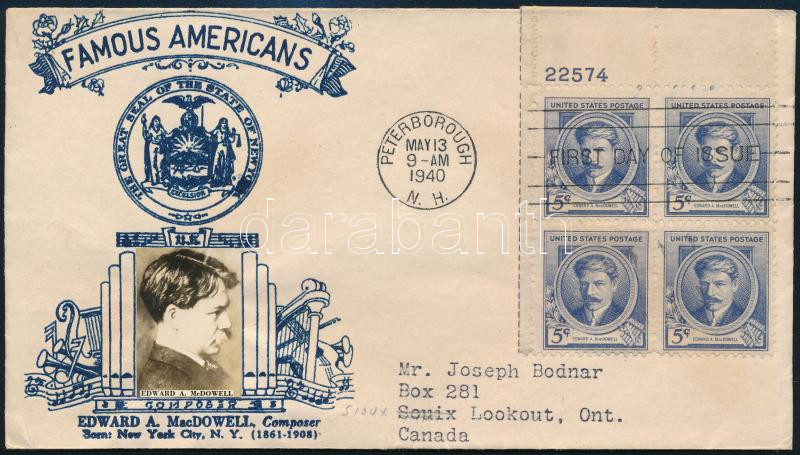 FAMOUS AMERICANS
THE GREAT SEAL OF THE STATE OF NEW YORK
EXCELSIOR
U.S.
EDWARD A. McDOWELL
COMPOSER
EDWARD A. MacDOWELL, Composer
Born: New York City, N. Y. (1861-1908)
PETERBOROUGH
MAY 13
9-AM
1940
N. H.
22574
UNITED STATES POSTAGE
UNITED STATES POSTAGE
FIRST DAY OF ISSUE
EDWARD A. MACDOWELL
EDWARD A. MACDOWELL
5¢
5¢
UNITED STATES POSTAGE
UNITED STATES POSTAGE
EDWARD A. MACDOWELL
EDWARD A. MACDOWELL
5¢
5¢
Mr. Joseph Bodnar
Box 281
SIOUX Souix Lookout, Ont.
Canada
darabanth